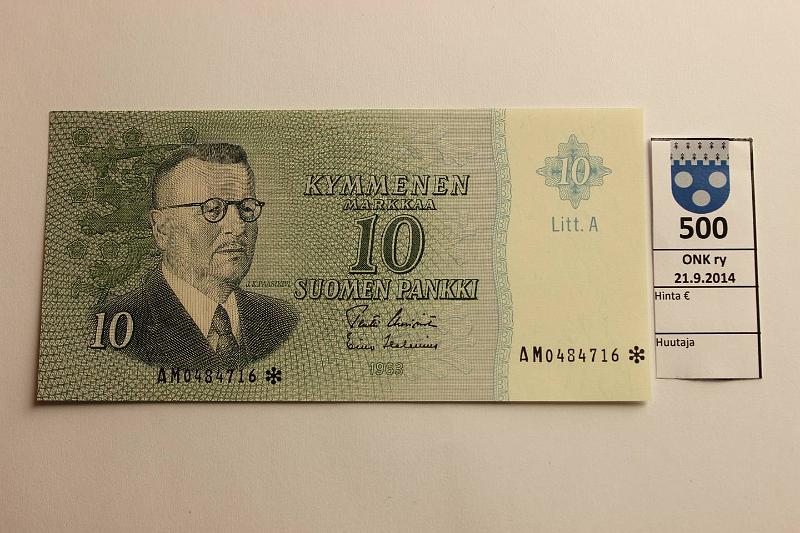 KYMMENEN
MARKKAA
10
SUOMEN PANKKI
J.K.PAASIKIVI
10
AM0484716 *
1963
10
Litt. A
AM0484716 *
500
ONK ry
21.9.2014
Hinta €
Huutaja